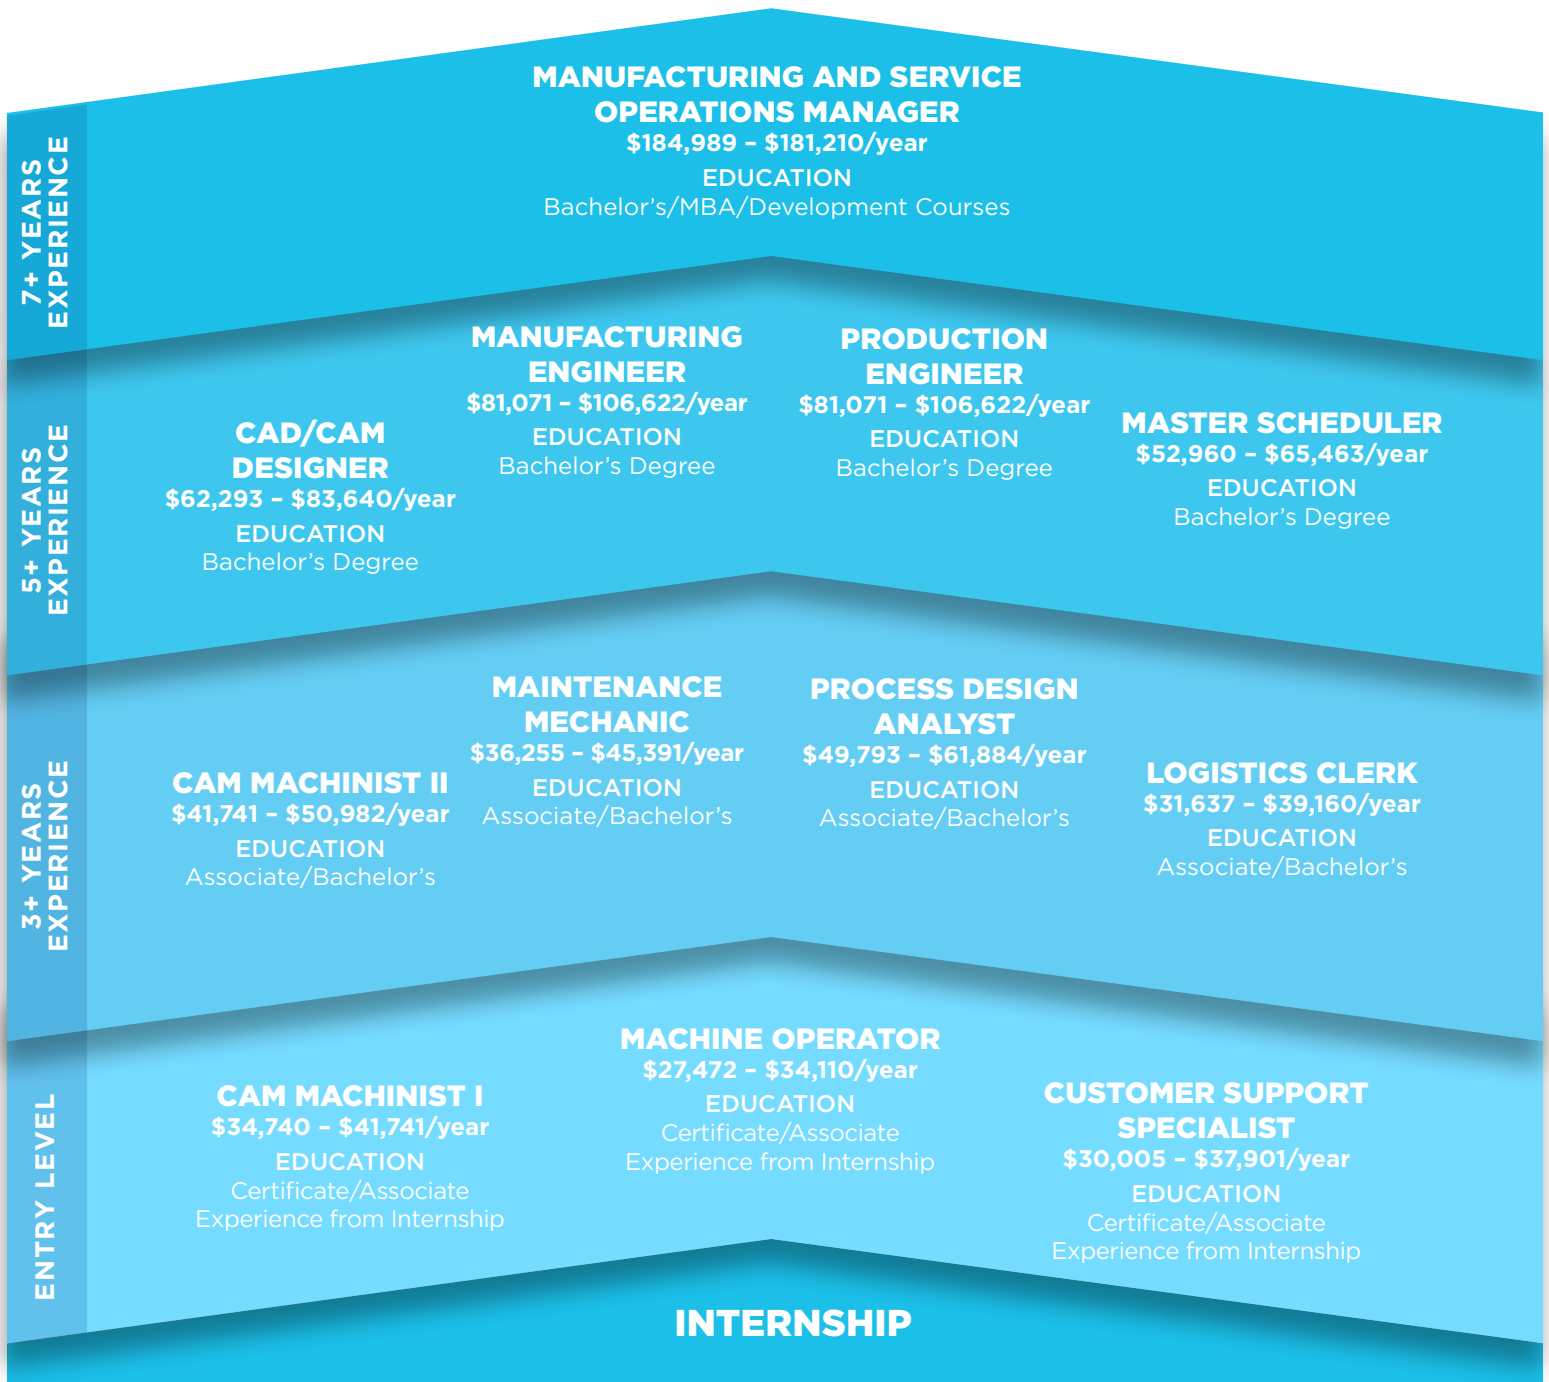 7+ YEARS
EXPERIENCE
MANUFACTURING AND SERVICE
OPERATIONS MANAGER
$184,989 – $181,210/year
EDUCATION
Bachelor’s/MBA/Development Courses
5+ YEARS
EXPERIENCE
CAD/CAM
DESIGNER
$62,293 – $83,640/year
EDUCATION
Bachelor’s Degree
MANUFACTURING
ENGINEER
$81,071 – $106,622/year
EDUCATION
Bachelor’s Degree
PRODUCTION
ENGINEER
$81,071 – $106,622/year
EDUCATION
Bachelor’s Degree
MASTER SCHEDULER
$52,960 – $65,463/year
EDUCATION
Bachelor’s Degree
3+ YEARS
EXPERIENCE
CAM MACHINIST II
$41,741 – $50,982/year
EDUCATION
Associate/Bachelor’s
MAINTENANCE
MECHANIC
$36,255 – $45,391/year
EDUCATION
Associate/Bachelor’s
PROCESS DESIGN
ANALYST
$49,793 – $61,884/year
EDUCATION
Associate/Bachelor’s
LOGISTICS CLERK
$31,637 – $39,160/year
EDUCATION
Associate/Bachelor’s
ENTRY LEVEL
CAM MACHINIST I
$34,740 – $41,741/year
EDUCATION
Certificate/Associate
Experience from Internship
MACHINE OPERATOR
$27,472 – $34,110/year
EDUCATION
Certificate/Associate
Experience from Internship
CUSTOMER SUPPORT
SPECIALIST
$30,005 – $37,901/year
EDUCATION
Certificate/Associate
Experience from Internship
INTERNSHIP